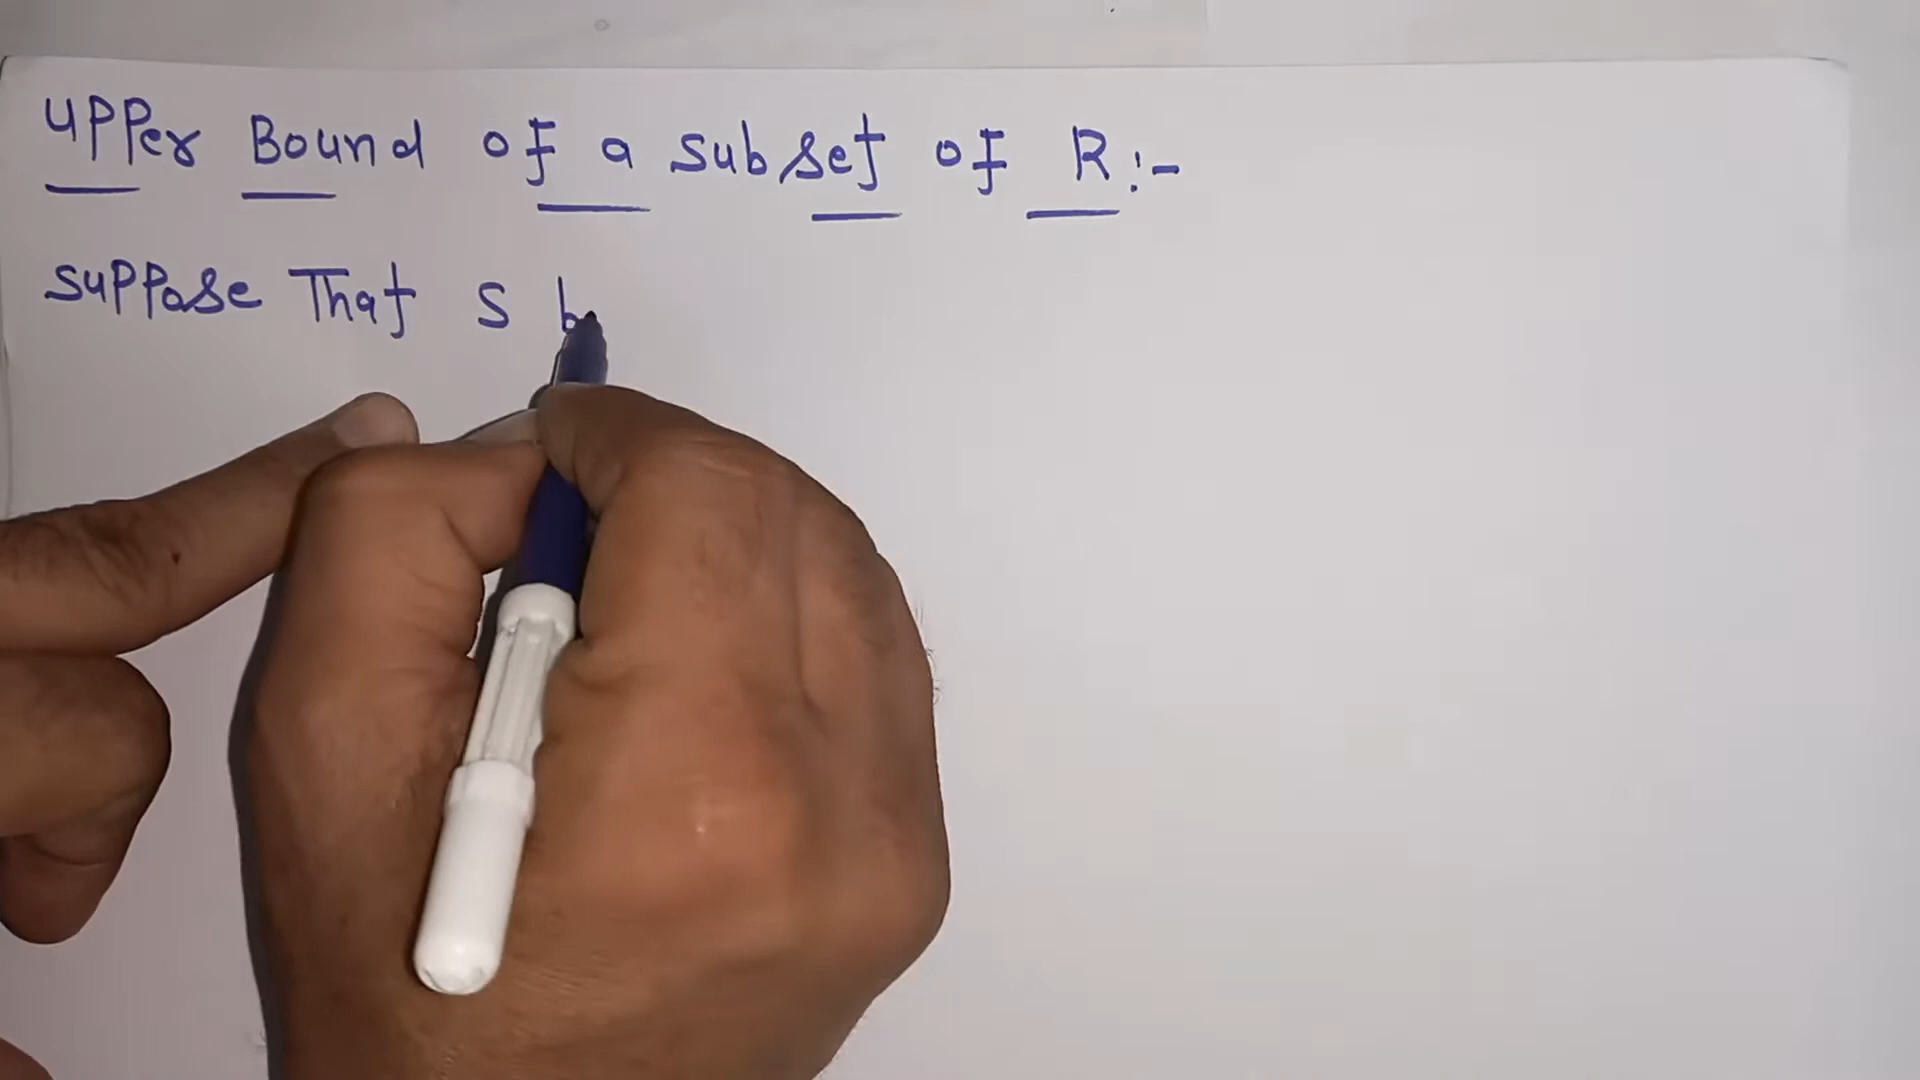 upper Bound of a subset of R:-
suppose That S b